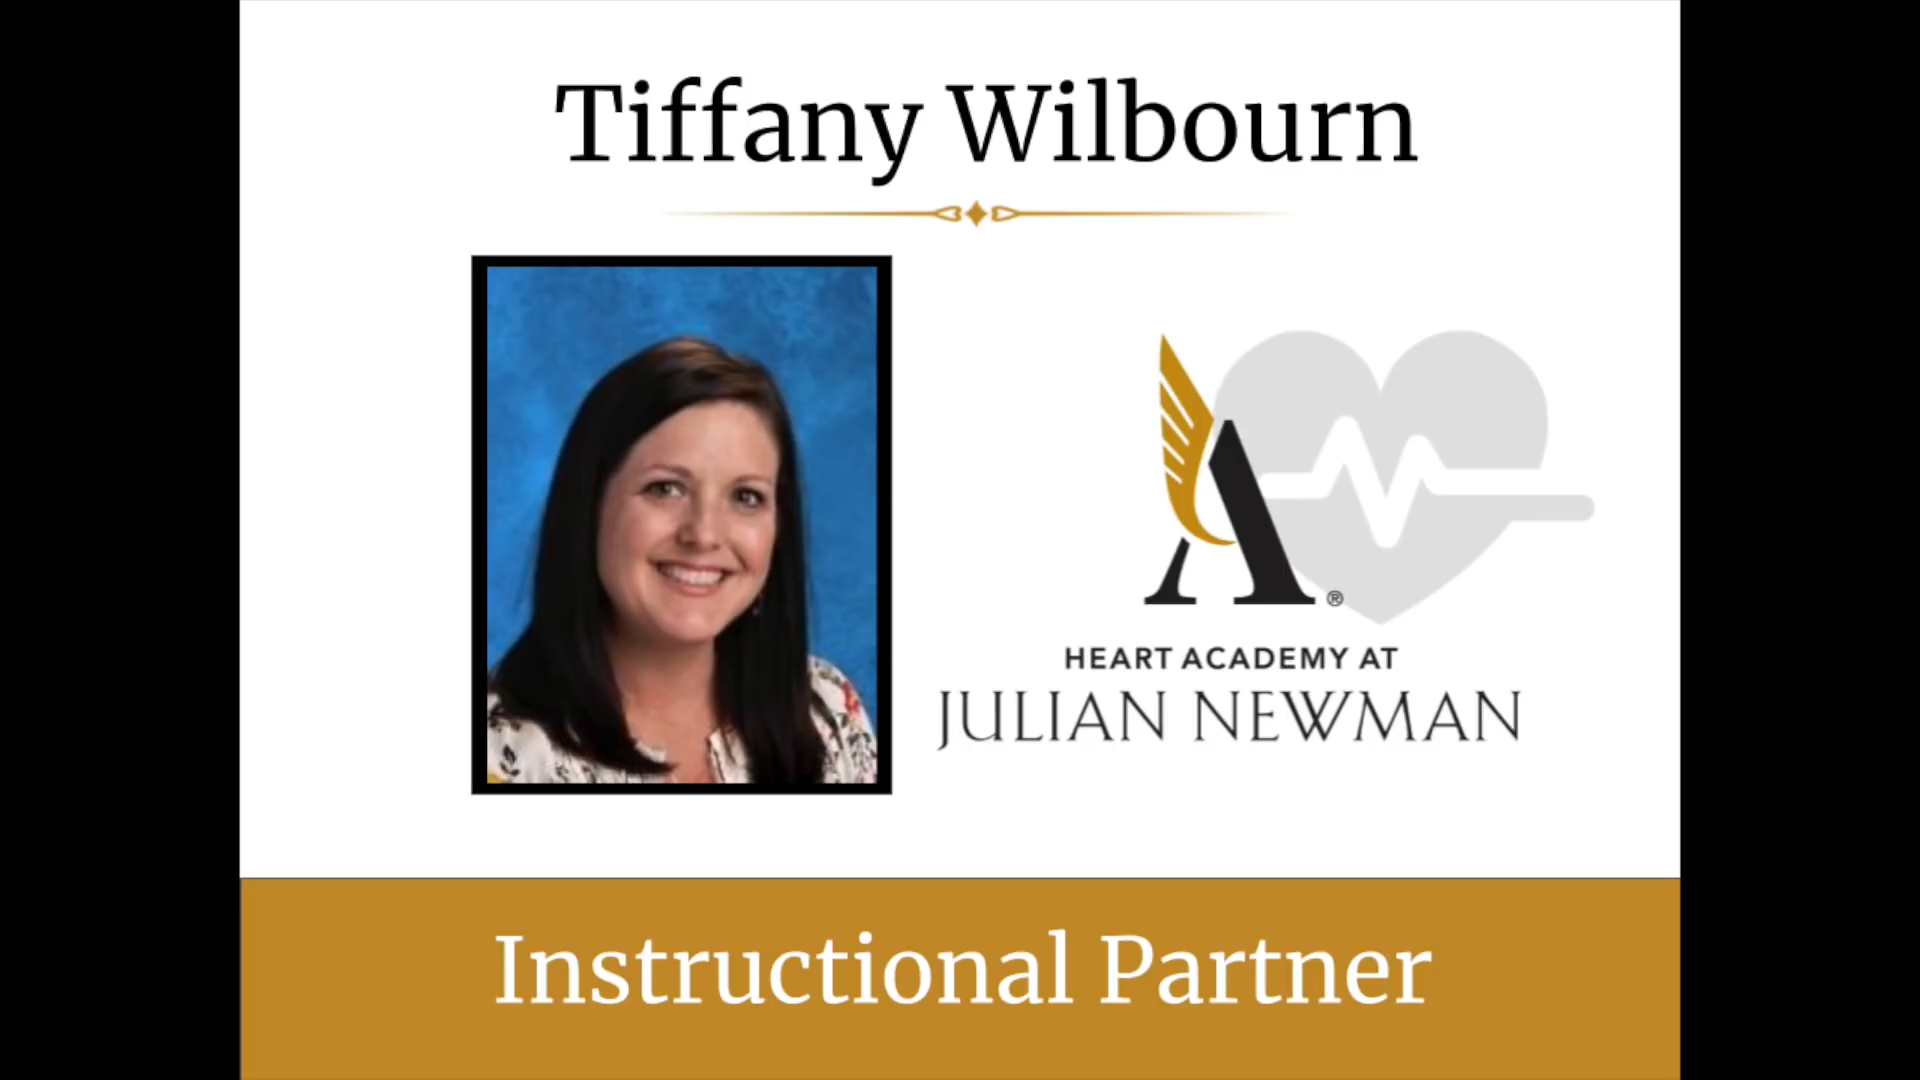 Tiffany Wilbourn
A®
HEART ACADEMY AT
JULIAN NEWMAN
Instructional Partner